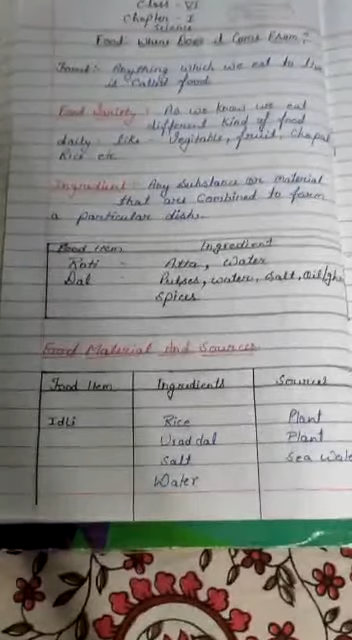 Class - VI
Chapter - I
Science
Food: Where Does it Come From?
Food:- Anything which we eat to live
is Called food
Food Variety: As we know we eat
different kind of food
daily like - Vegitable, fruit, Chapat
Rice etc
Ingredient: Any Substance or material
that are Combined to form
a particular dish.
Food Item Ingredient
Roti - Atta, Water
Dal - Pulses, water, Salt, Oil/ghe
Spices
Food Material And Sources
Food Item Ingredients Sources
Idli Rice Plant
Urad dal Plant
Salt Sea Wate
Water